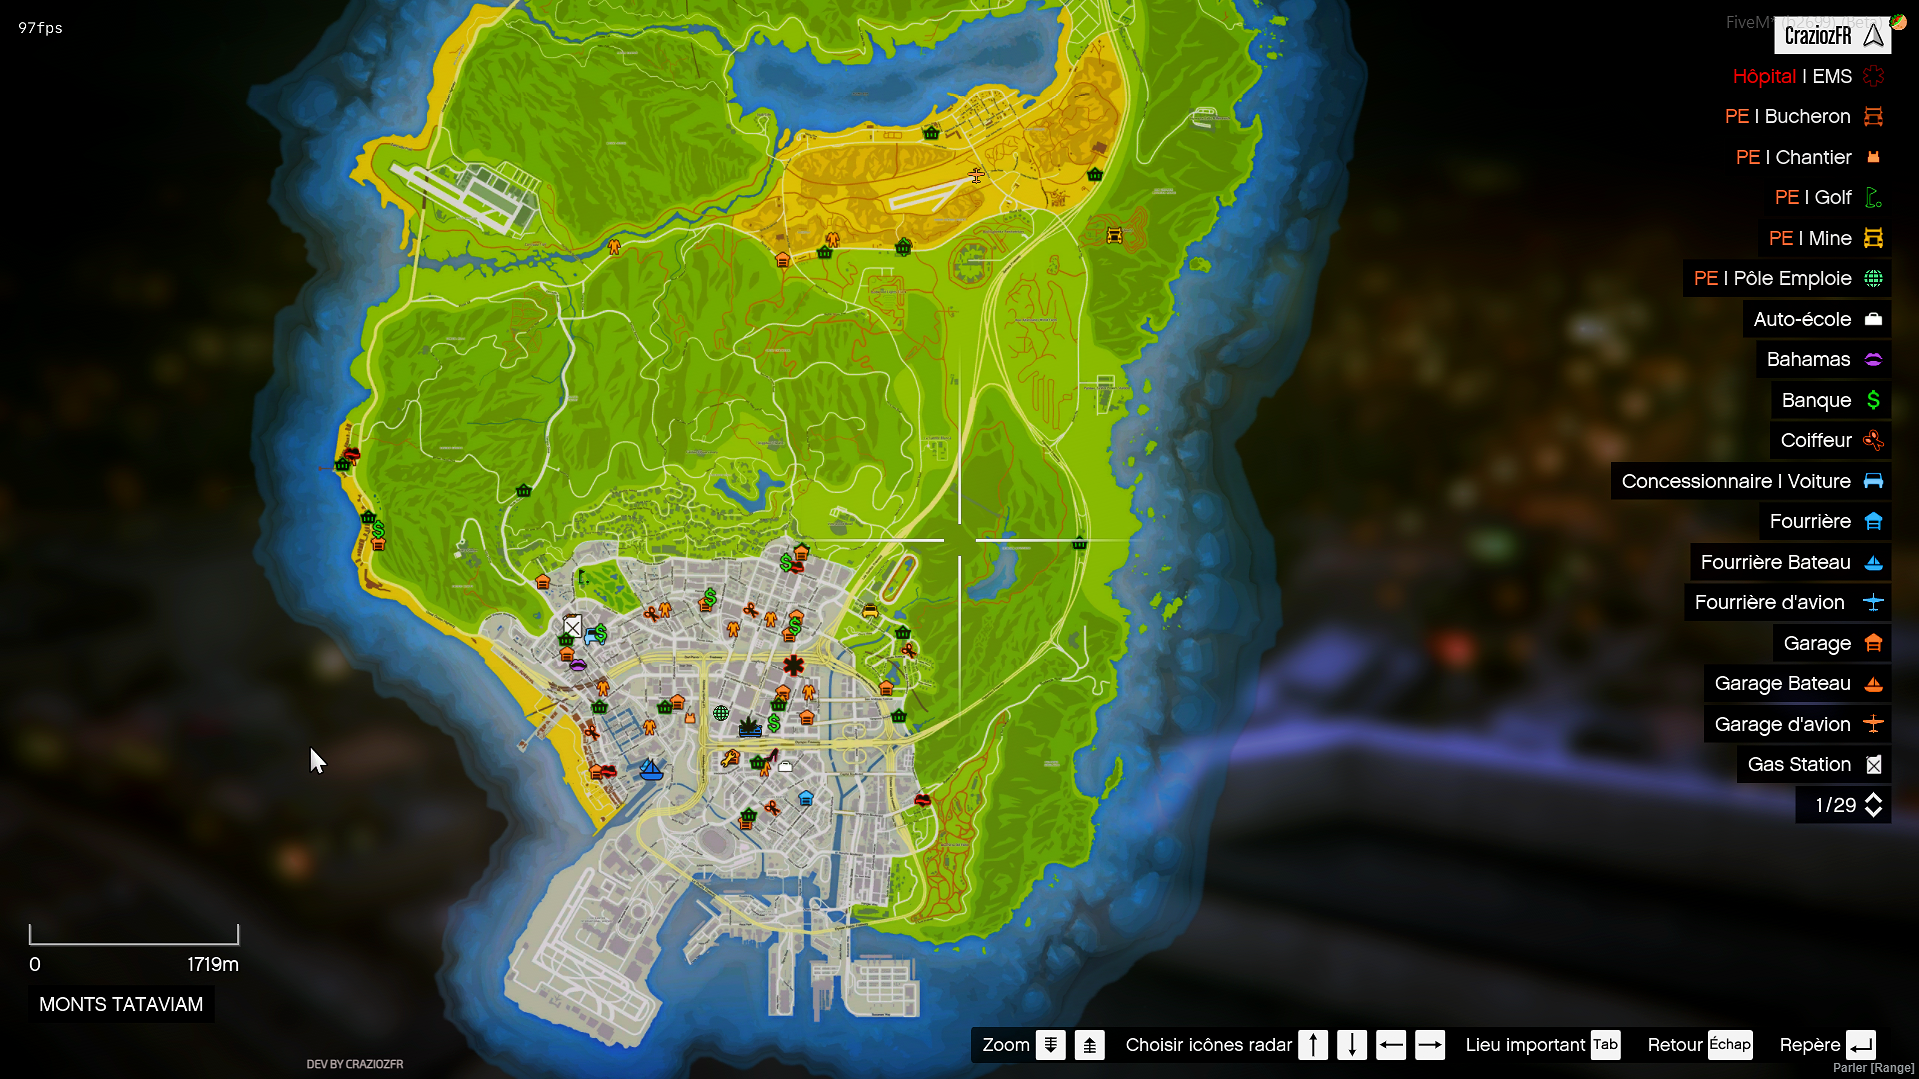 97fps
FiveM
CraziozFR
Hôpital | EMS
PE | Bucheron
PE | Chantier
PE | Golf
PE | Mine
PE | Pôle Emploie
Auto-école
Bahamas
Banque
Coiffeur
Concessionnaire | Voiture
Fourrière
Fourrière Bateau
Fourrière d'avion
Garage
Garage Bateau
Garage d'avion
Gas Station
1/29
0 1719m
MONTS TATAVIAM
DEV BY CRAZIOZFR
Zoom Choisir icônes radar Lieu important Tab Retour Échap Repère
Parler [Range]